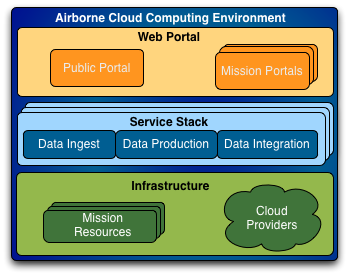 Airborne Cloud Computing Environment
Web Portal
Public Portal
Mission Portals
Service Stack
Data Ingest
Data Production
Data Integration
Infrastructure
Mission
Resources
Cloud
Providers